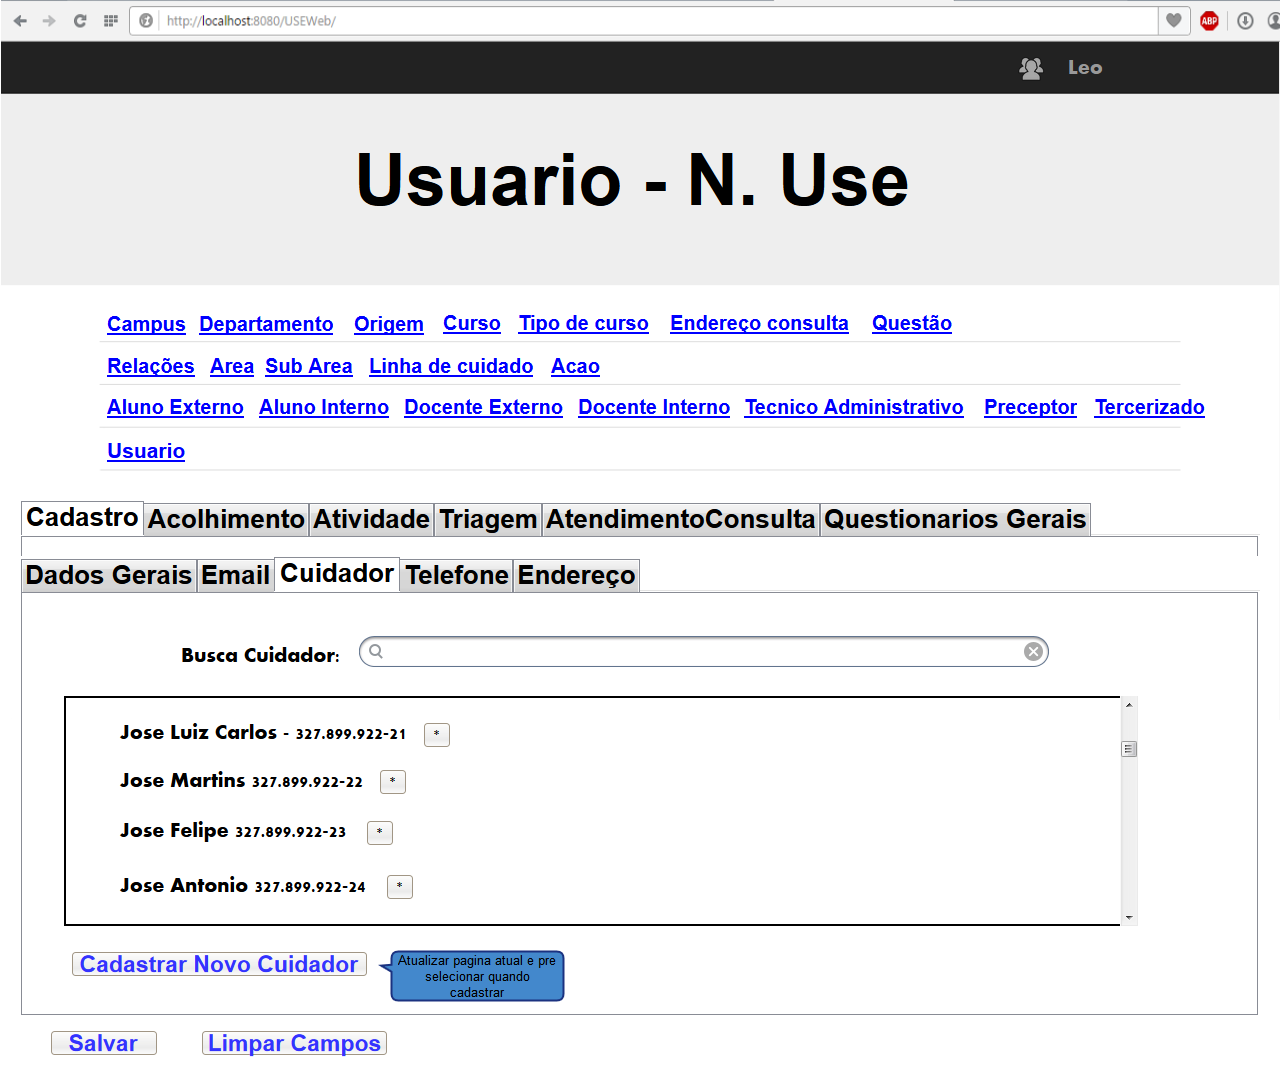 http://localhost:8080/USEWeb/
ABP
Leo
Usuario - N. Use
Campus Departamento Origem Curso Tipo de curso Endereço consulta Questão
Relações Area Sub Area Linha de cuidado Acao
Aluno Externo Aluno Interno Docente Externo Docente Interno Tecnico Administrativo Preceptor Tercerizado
Usuario
Cadastro Acolhimento Atividade Triagem AtendimentoConsulta Questionarios Gerais
Dados Gerais Email Cuidador Telefone Endereço
Busca Cuidador:
Jose Luiz Carlos - 327.899.922-21 *
Jose Martins 327.899.922-22 *
Jose Felipe 327.899.922-23 *
Jose Antonio 327.899.922-24 *
Cadastrar Novo Cuidador
Atualizar pagina atual e pre
selecionar quando
cadastrar
Salvar Limpar Campos